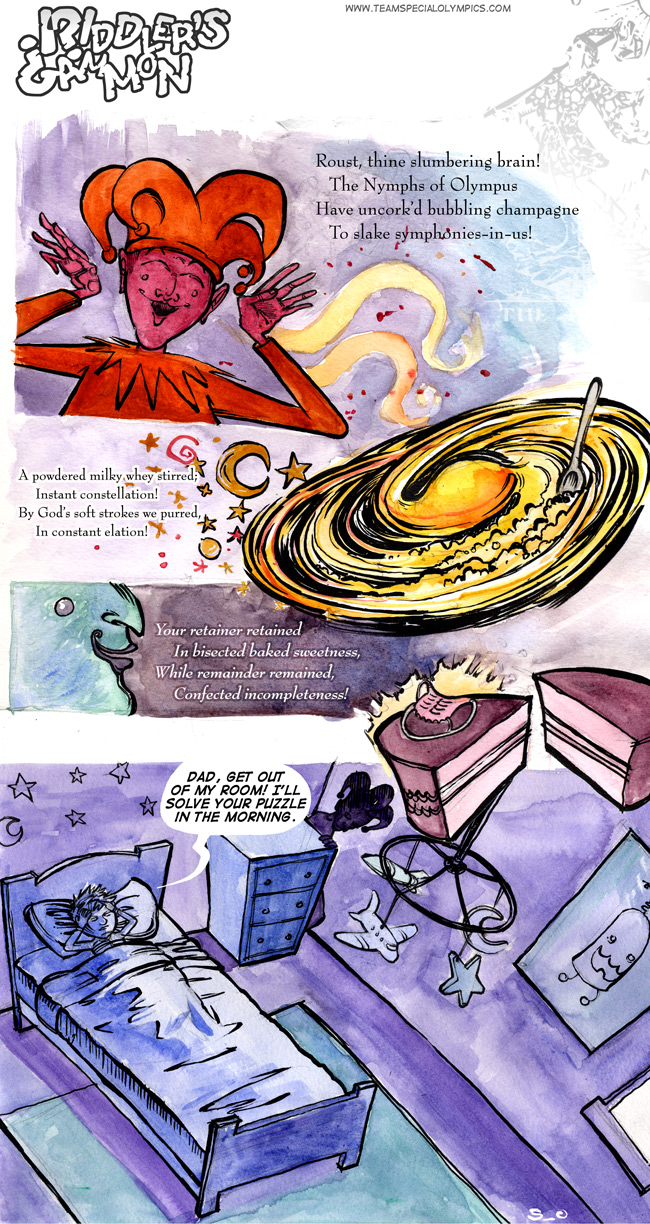 WWW.TEAMSPECIALOLYMPICS.COM
RIDDLER'S
GAMMON
Roust, thine slumbering brain!
The Nymphs of Olympus
Have uncork'd bubbling champagne
To slake symphonies-in-us!
THE
A powdered milky whey stirred;
Instant constellation!
By God's soft strokes we purred,
In constant elation!
Your retainer retained
In bisected baked sweetness,
While remainder remained,
Confected incompleteness!
DAD, GET OUT
OF MY ROOM! I'LL
SOLVE YOUR PUZZLE
IN THE MORNING.